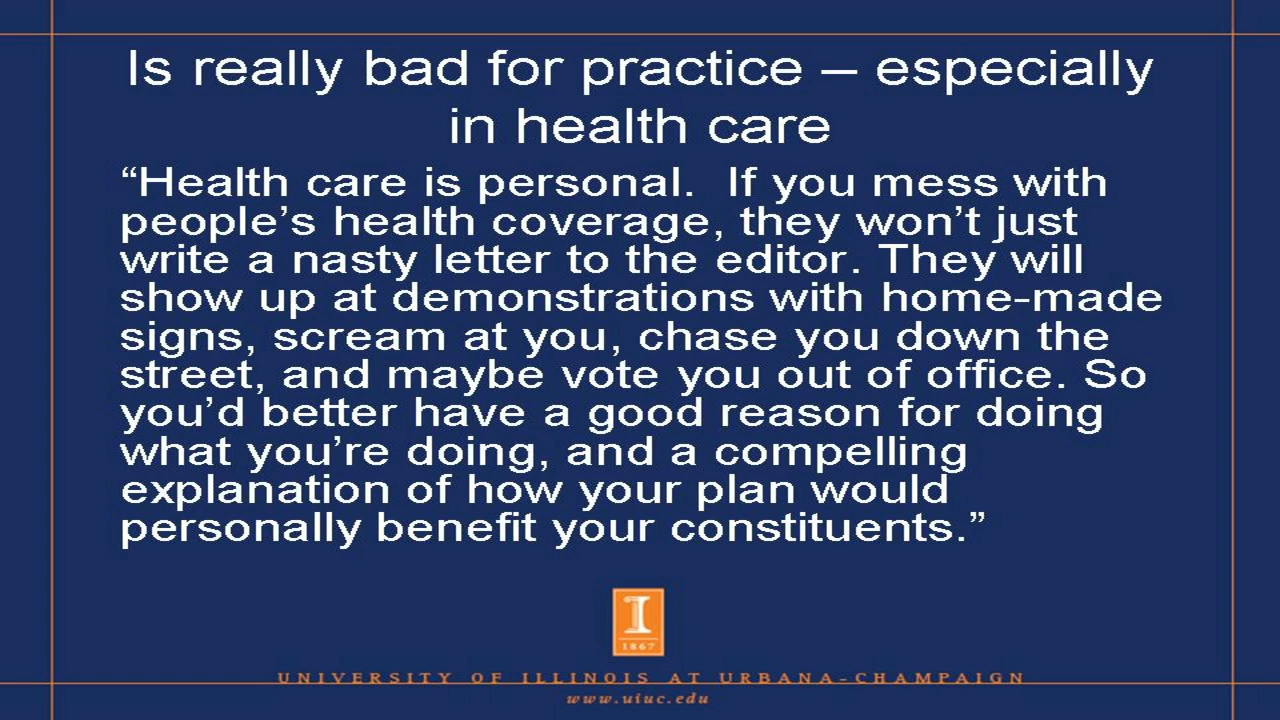 Is really bad for practice – especially
in health care
“Health care is personal.  If you mess with
people’s health coverage, they won’t just
write a nasty letter to the editor. They will
show up at demonstrations with home-made
signs, scream at you, chase you down the
street, and maybe vote you out of office. So
you’d better have a good reason for doing
what you’re doing, and a compelling
explanation of how your plan would
personally benefit your constituents.”
I
1867
UNIVERSITY OF ILLINOIS AT URBANA-CHAMPAIGN
www.uiuc.edu